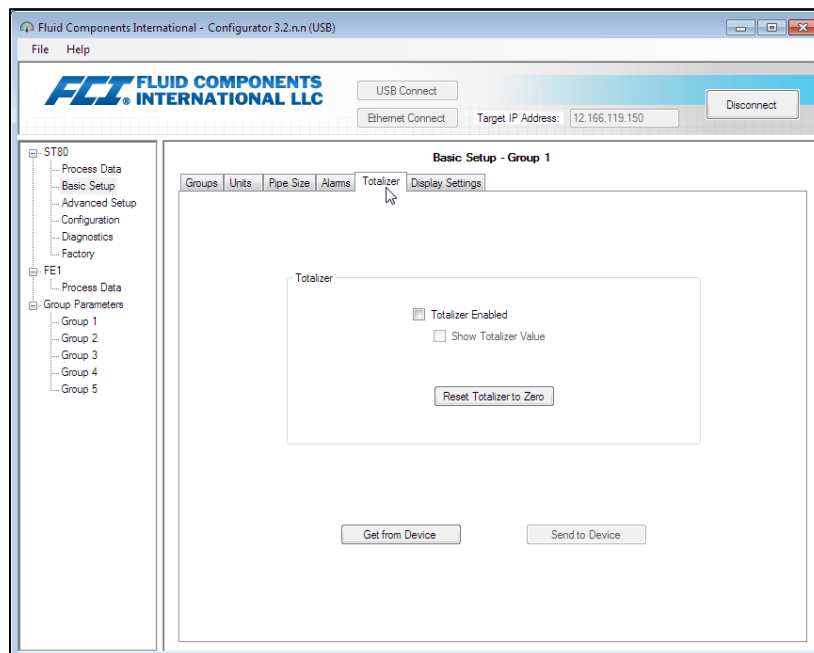 Fluid Components International - Configurator 3.2.n.n (USB)
File Help
FCI® FLUID COMPONENTS
INTERNATIONAL LLC
USB Connect
Ethernet Connect Target IP Address: 12.166.119.150
Disconnect
ST80
Process Data
Basic Setup
Advanced Setup
Configuration
Diagnostics
Factory
FE1
Process Data
Group Parameters
Group 1
Group 2
Group 3
Group 4
Group 5
Basic Setup - Group 1
Groups Units Pipe Size Alarms Totalizer Display Settings
Totalizer
Totalizer Enabled
Show Totalizer Value
Reset Totalizer to Zero
Get from Device Send to Device